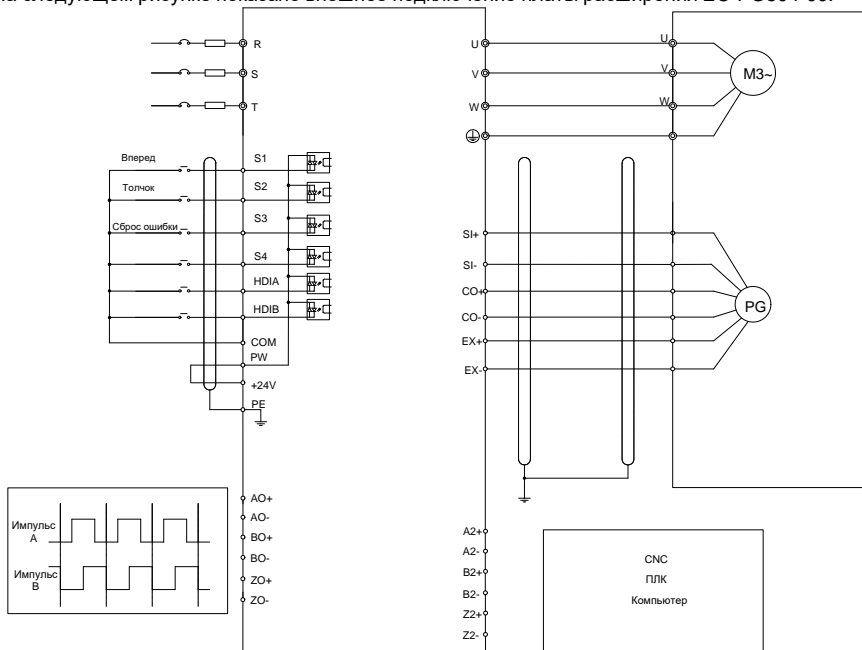 На следующем рисунке показано внешнее подключение платы расширения EC-PG504-00.
R
S
T
U
V
W
U
V
W
M3~
Вперед
Толчок
Сброс ошибки
S1
S2
S3
S4
HDIA
HDIB
COM
PW
+24V
PE
SI+
SI-
CO+
CO-
EX+
EX-
PG
Импульс
A
Импульс
B
AO+
AO-
BO+
BO-
ZO+
ZO-
A2+
A2-
B2+
B2-
Z2+
Z2-
CNC
ПЛК
Компьютер